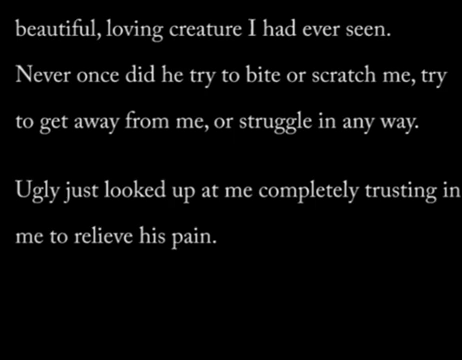 beautiful, loving creature I had ever seen.
Never once did he try to bite or scratch me, try
to get away from me, or struggle in any way.
Ugly just looked up at me completely trusting in
me to relieve his pain.